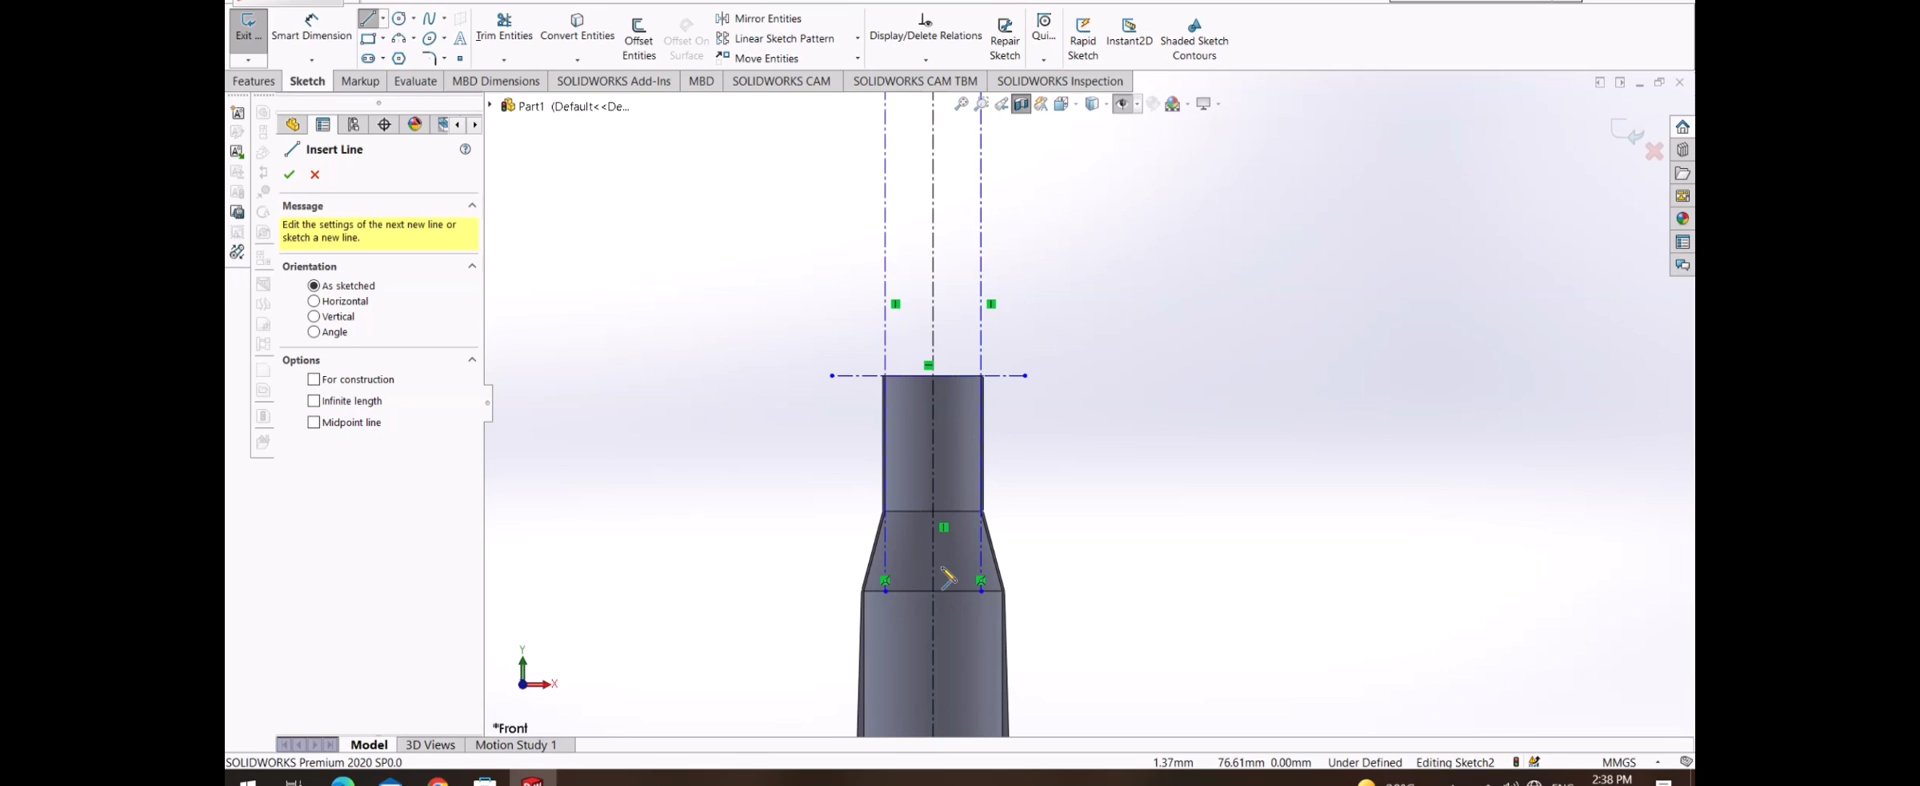 Exit ...
Smart Dimension
Trim Entities
Convert Entities
Offset Entities
Offset On Surface
Mirror Entities
Linear Sketch Pattern
Move Entities
Display/Delete Relations
Repair Sketch
Qui...
Rapid Sketch
Instant2D
Shaded Sketch Contours
Features
Sketch
Markup
Evaluate
MBD Dimensions
SOLIDWORKS Add-Ins
MBD
SOLIDWORKS CAM
SOLIDWORKS CAM TBM
SOLIDWORKS Inspection
Part1 (Default<<De...
Insert Line
Message
Edit the settings of the next new line or
sketch a new line.
Orientation
As sketched
Horizontal
Vertical
Angle
Options
For construction
Infinite length
Midpoint line
Y
X
*Front
Model
3D Views
Motion Study 1
SOLIDWORKS Premium 2020 SP0.0
1.37mm
76.61mm 0.00mm
Under Defined
Editing Sketch2
MMGS
2:38 PM